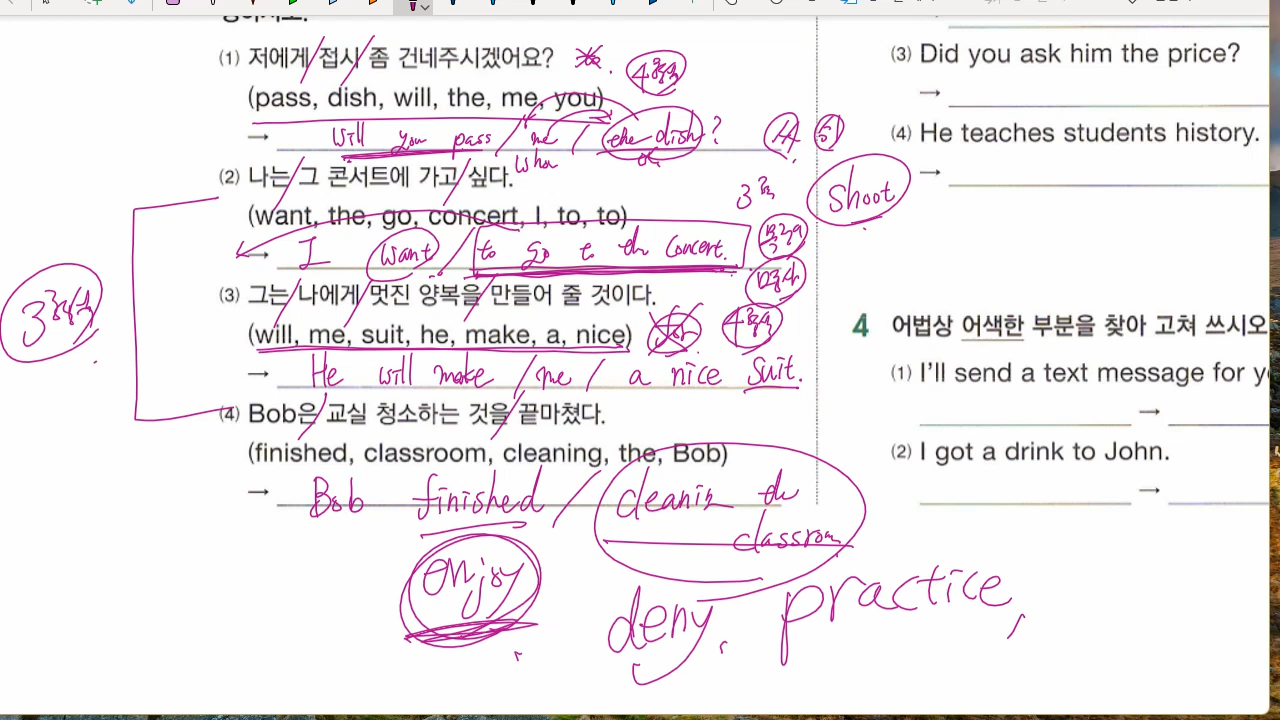 (1) 저에게 접시 좀 건네주시겠어요?
4형식
(pass, dish, will, the, me, you)
→ Will you pass / me / the dish?
(2) 나는 그 콘서트에 가고 싶다.
3형
(want, the, go, concert, I, to, to)
→ I want / to go to the concert.
(3) 그는 나에게 멋진 양복을 만들어 줄 것이다.
3형식
(will, me, suit, he, make, a, nice)
4형식
→ He will make / me / a nice suit.
(4) Bob은 교실 청소하는 것을 끝마쳤다.
(finished, classroom, cleaning, the, Bob)
→ Bob finished / cleaning the
classroom
enjoy
deny, practice,
shoot
(3) Did you ask him the price?
→
(4) He teaches students history.
→
4 어법상 어색한 부분을 찾아 고쳐 쓰시오
(1) I'll send a text message for
→
(2) I got a drink to John.
→